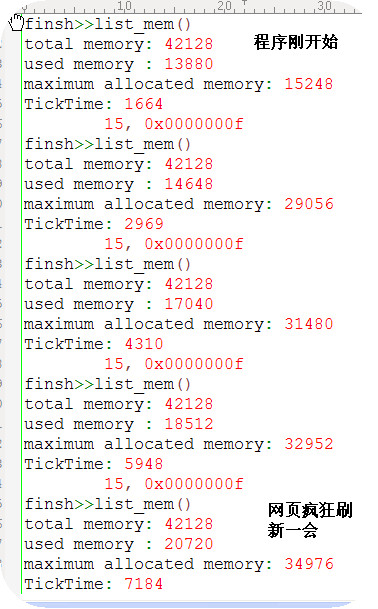 0 10 20 30
finsh>>list_mem()
程序刚开始
total memory: 42128
used memory : 13880
maximum allocated memory: 15248
TickTime: 1664
15, 0x0000000f
finsh>>list_mem()
total memory: 42128
used memory : 14648
maximum allocated memory: 29056
TickTime: 2969
15, 0x0000000f
finsh>>list_mem()
total memory: 42128
used memory : 17040
maximum allocated memory: 31480
TickTime: 4310
15, 0x0000000f
finsh>>list_mem()
total memory: 42128
used memory : 18512
maximum allocated memory: 32952
TickTime: 5948
15, 0x0000000f
finsh>>list_mem()
网页疯狂刷
新一会
total memory: 42128
used memory : 20720
maximum allocated memory: 34976
TickTime: 7184